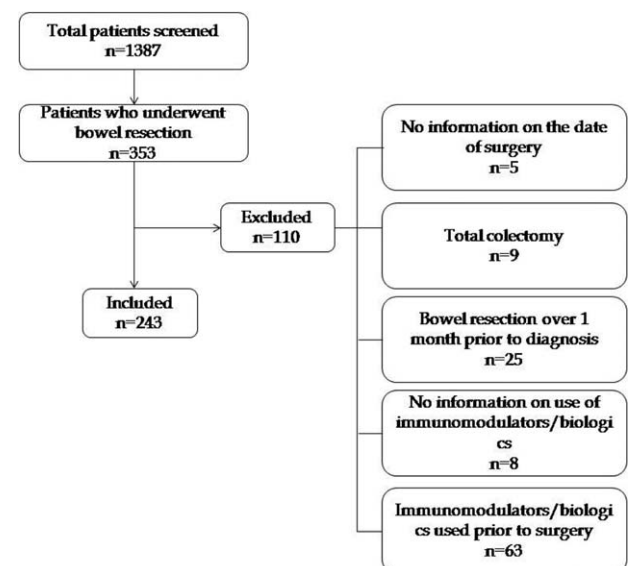 Total patients screened
n=1387
Patients who underwent
bowel resection
n=353
Excluded
n=110
Included
n=243
No information on the date
of surgery
n=5
Total colectomy
n=9
Bowel resection over 1
month prior to diagnosis
n=25
No information on use of
immunomodulators/biologi
cs
n=8
Immunomodulators/biologi
cs used prior to surgery
n=63